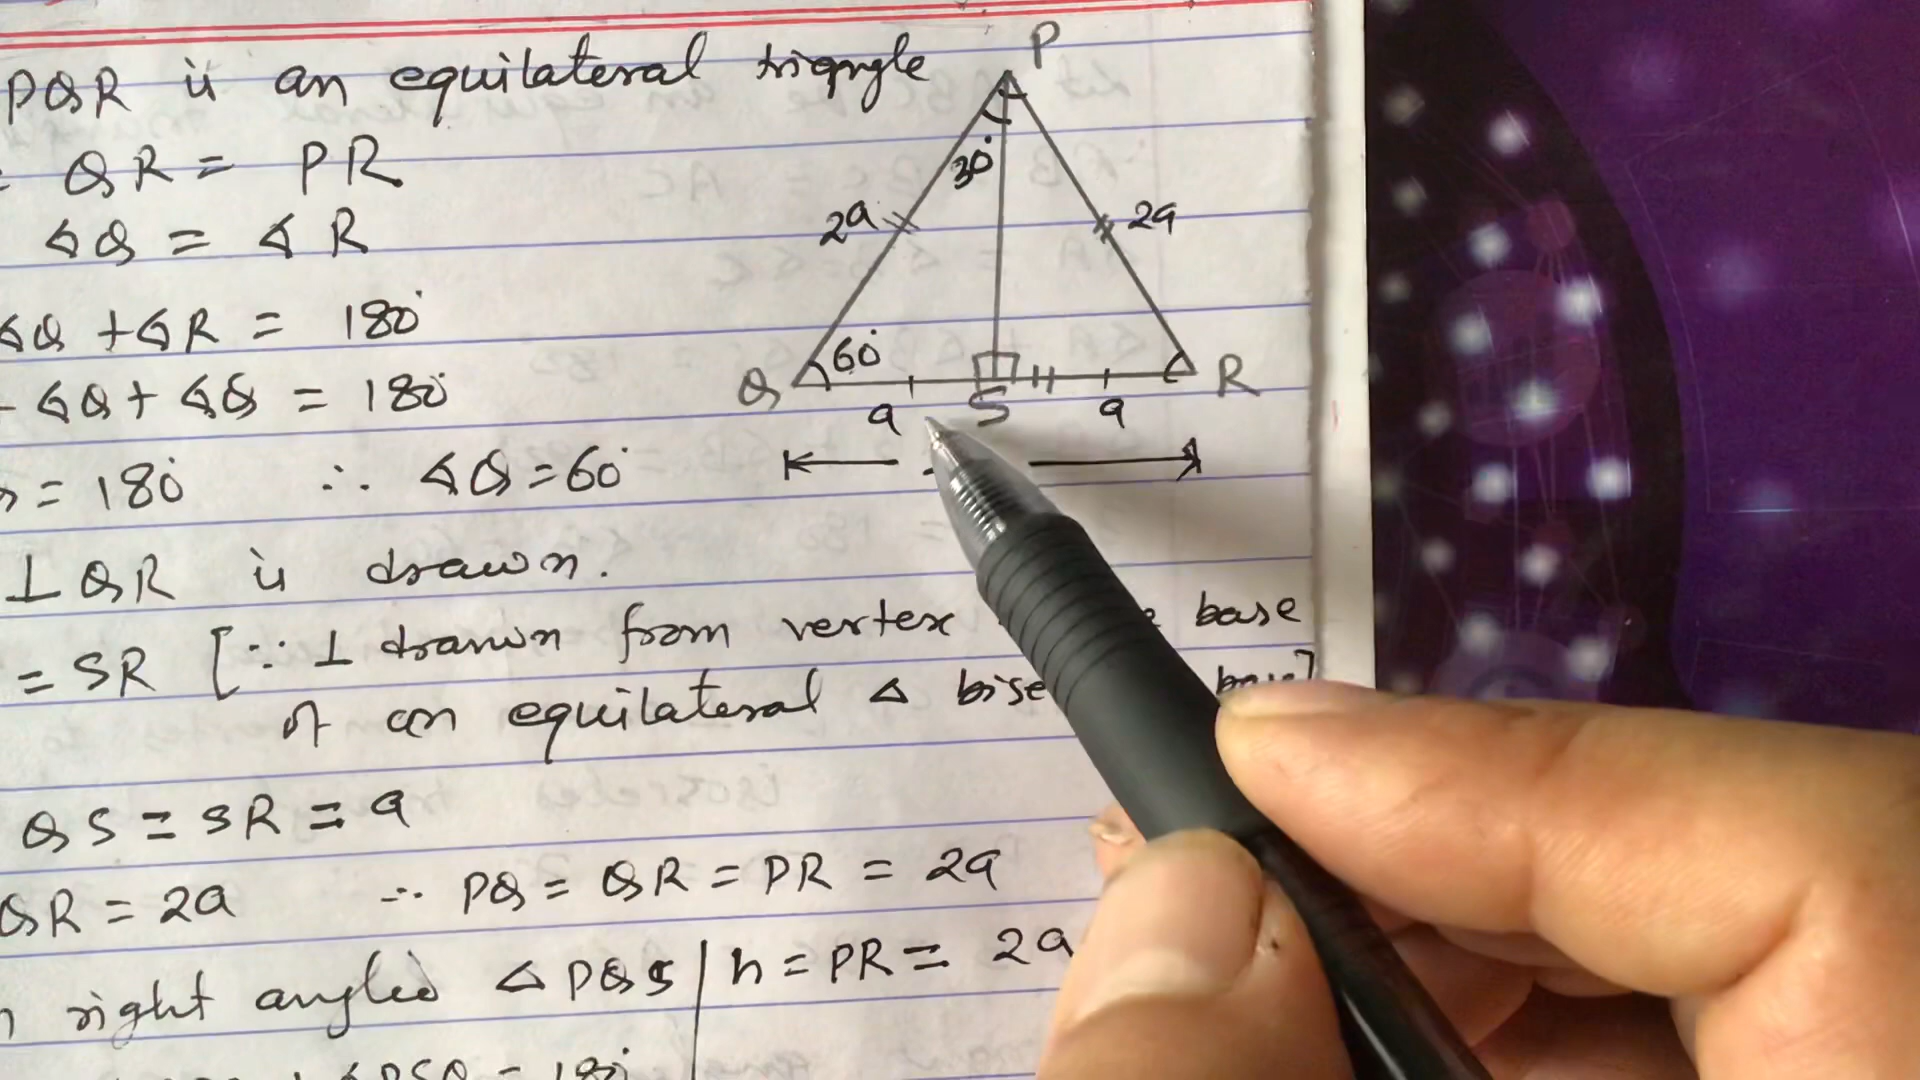 PQR is an equilateral triangle
= QR = PR
∢Q = ∢R
∢Q + ∢R = 180°
+ ∢Q + ∢Q = 180°
= 180° ∴ ∢Q = 60°
⊥ QR is drawn.
= SR [∵ ⊥ drawn from vertex base
of an equilateral △ bise base]
QS = SR = a
QR = 2a ∴ PQ = QR = PR = 2a
right angled △PQS | h = PR = 2a
= 180°
P
30°
2a
2a
60°
Q
S
R
a
a